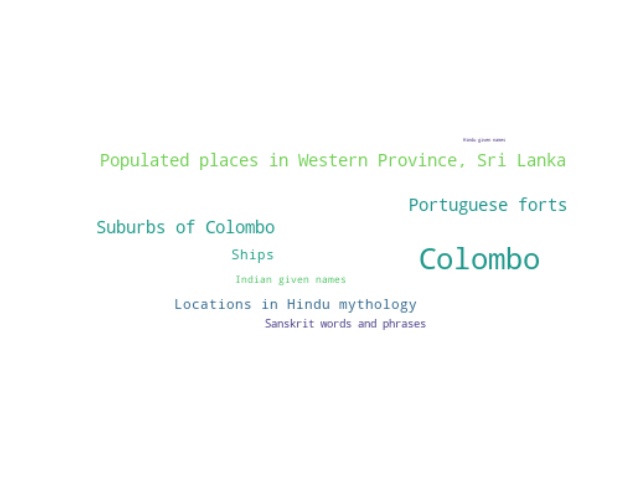 Hindu given names
Populated places in Western Province, Sri Lanka
Portuguese forts
Suburbs of Colombo
Ships
Colombo
Indian given names
Locations in Hindu mythology
Sanskrit words and phrases